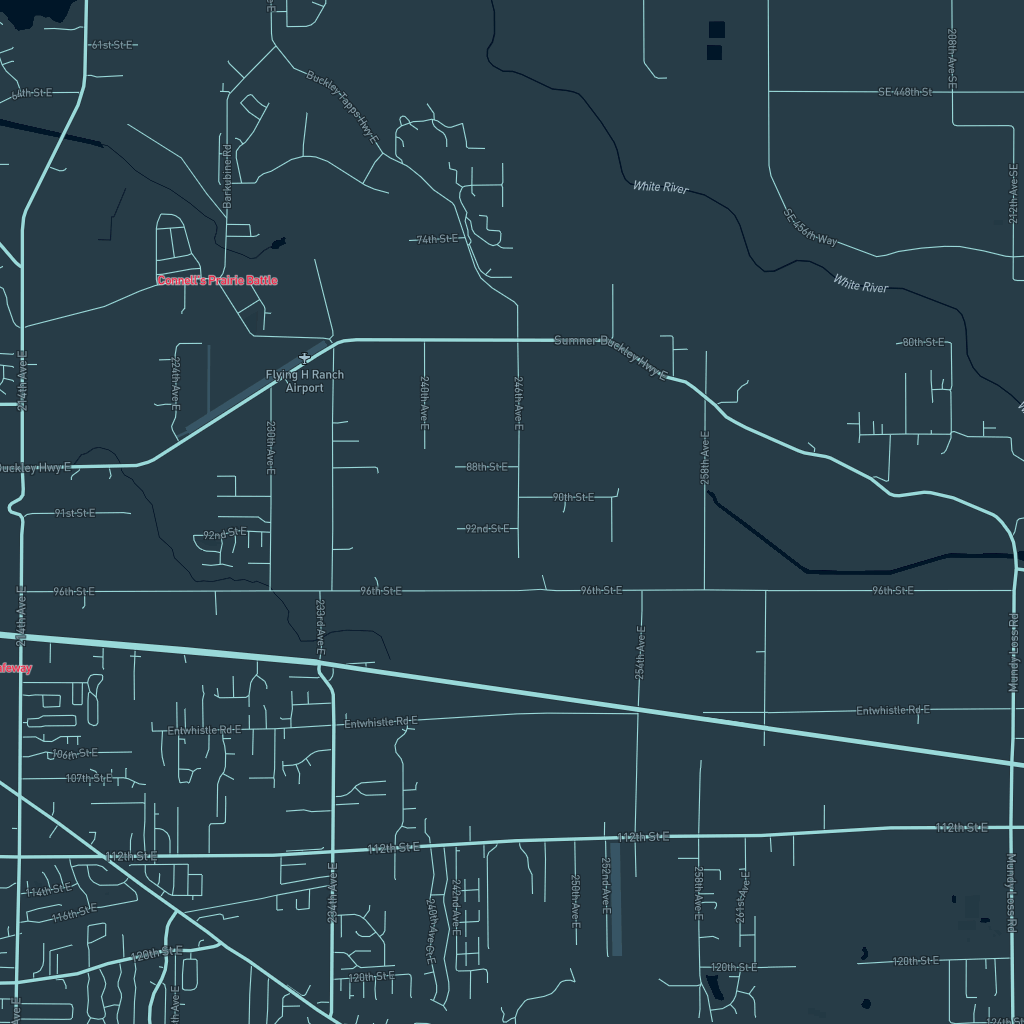 61st St E
64th St E
Buckley Tapps Hwy E
208th Ave SE
SE 448th St
Barkubine Rd
White River
212th Ave SE
SE 456th Way
74th St E
Connell's Prairie Battle
White River
Sumner Buckley Hwy E
80th St E
Flying H Ranch
Airport
214th Ave E
224th Ave E
230th Ave E
240th Ave E
246th Ave E
258th Ave E
Buckley Hwy E
88th St E
90th St E
91st St E
92nd St E
92nd St E
96th St E
96th St E
96th St E
96th St E
214th Ave E
233rd Ave E
254th Ave E
Mundy Loss Rd
Entwhistle Rd E
Entwhistle Rd E
Entwhistle Rd E
106th St E
107th St E
112th St E
112th St E
112th St E
112th St E
114th St E
116th St E
234th Ave E
240th Ave Ct E
242nd Ave E
250th Ave E
252nd Ave E
258th Ave E
261st Ave E
Mundy Loss Rd
120th St E
120th St E
120th St E
120th St E